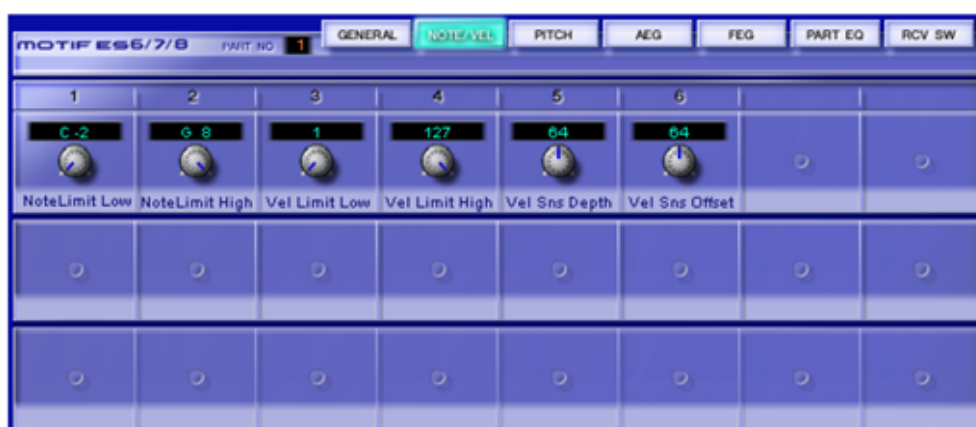 MOTIF ES6/7/8 PART NO 1 GENERAL NOTE/VEL PITCH AEG FEG PART EQ RCV SW
1 2 3 4 5 6
C -2 G 8 1 127 64 64
NoteLimit Low NoteLimit High Vel Limit Low Vel Limit High Vel Sns Depth Vel Sns Offset